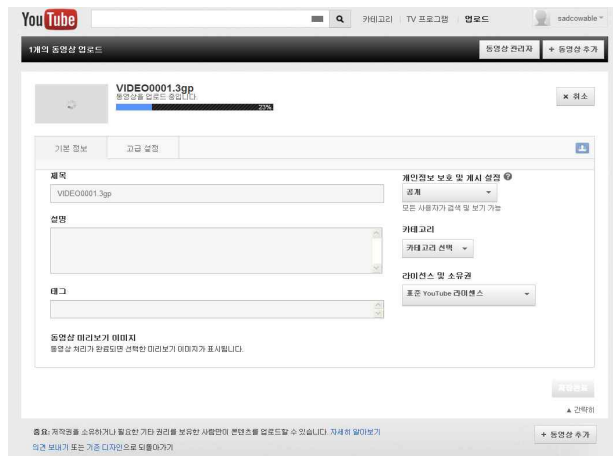 YouTube
카테고리 | TV 프로그램 | 업로드
sadcowable
1개의 동영상 업로드
동영상 관리자
+ 동영상 추가
VIDEO0001.3gp
동영상을 업로드 중입니다.
23%
× 취소
기본 정보
고급 설정
제목
VIDEO0001.3gp
설명
태그
동영상 미리보기 이미지
동영상 처리가 완료되면 선택한 미리보기 이미지가 표시됩니다.
개인정보 보호 및 게시 설정 ?
공개
모든 사용자가 검색 및 보기 가능
카테고리
카테고리 선택
라이선스 및 소유권
표준 YouTube 라이센스
▲ 간략히
중요: 저작권을 소유하거나 필요한 기타 권리를 보유한 사람만이 콘텐츠를 업로드할 수 있습니다. 자세히 알아보기
의견 보내기 또는 기존 디자인으로 되돌아가기
+ 동영상 추가